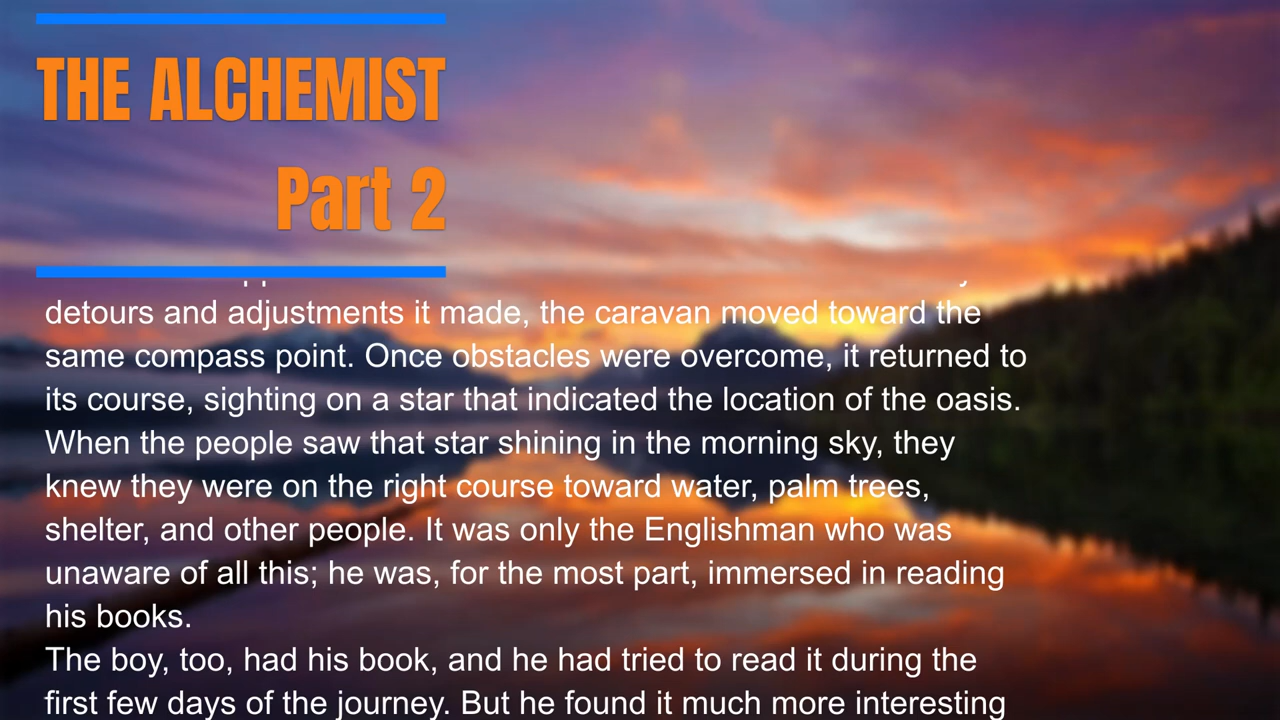 THE ALCHEMIST
Part 2
detours and adjustments it made, the caravan moved toward the
same compass point. Once obstacles were overcome, it returned to
its course, sighting on a star that indicated the location of the oasis.
When the people saw that star shining in the morning sky, they
knew they were on the right course toward water, palm trees,
shelter, and other people. It was only the Englishman who was
unaware of all this; he was, for the most part, immersed in reading
his books.
The boy, too, had his book, and he had tried to read it during the
first few days of the journey. But he found it much more interesting